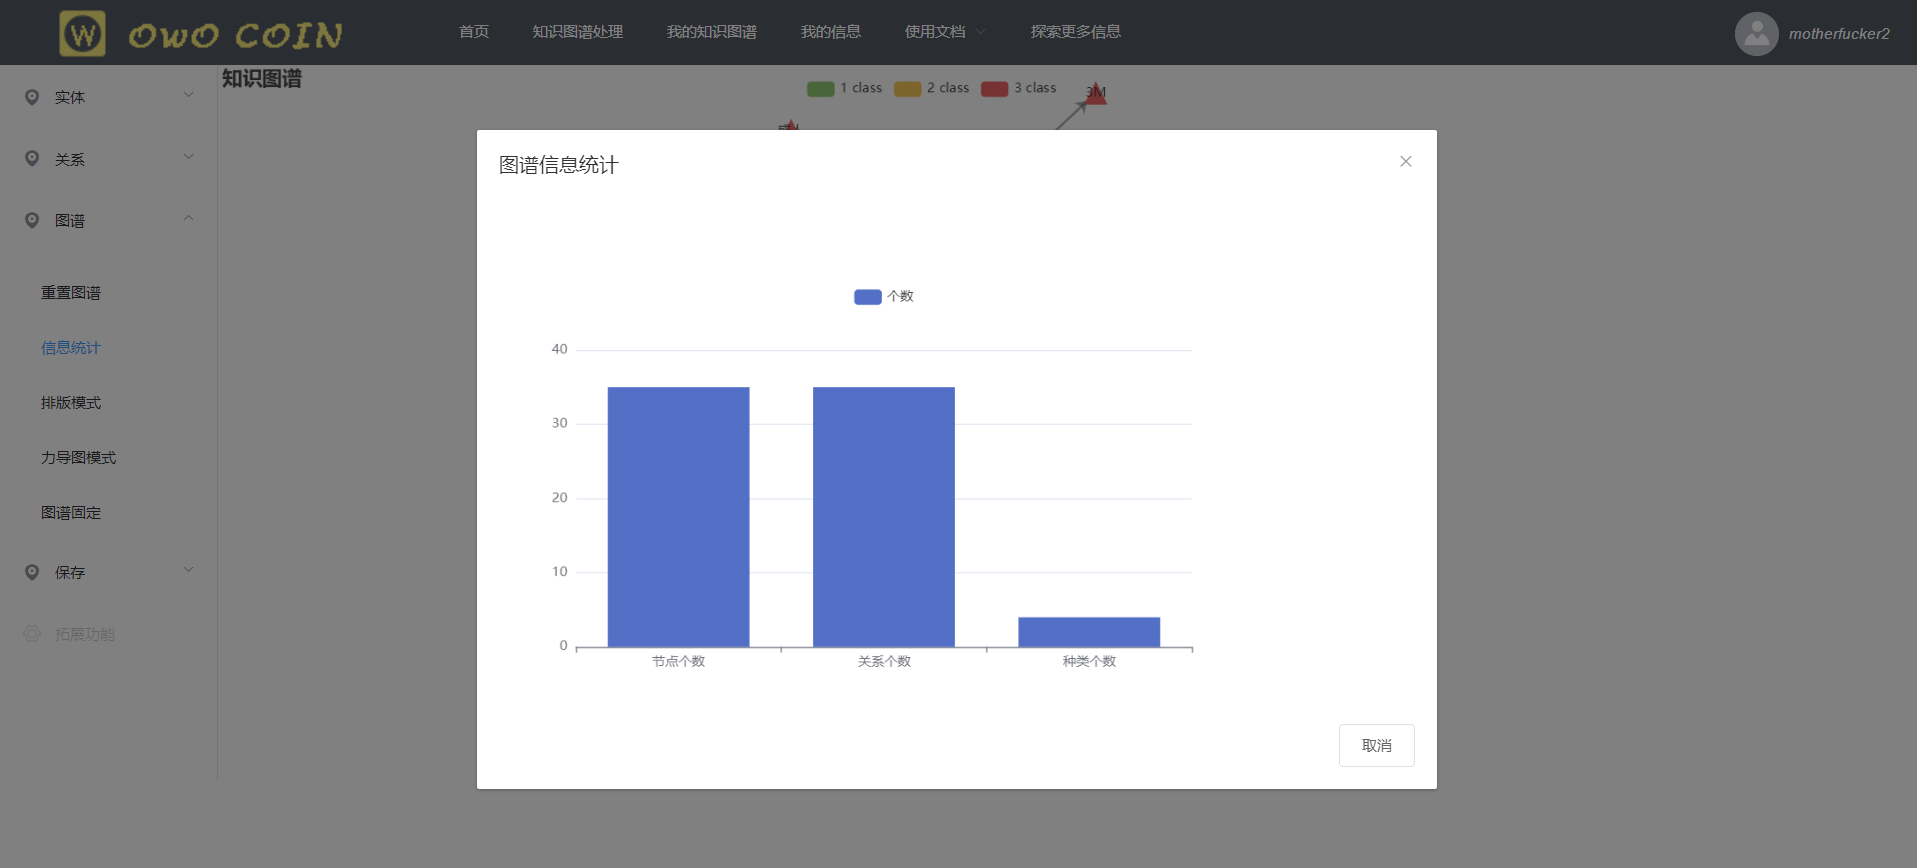 W OWO COIN 首页 知识图谱处理 我的知识图谱 我的信息 使用文档 探索更多信息 motherfucker2
实体
关系
图谱
重置图谱
信息统计
排版模式
力导图模式
图谱固定
保存
拓展功能
知识图谱
1 class 2 class 3 class
3M
图谱信息统计
个数
40
30
20
10
0
节点个数 关系个数 种类个数
取消